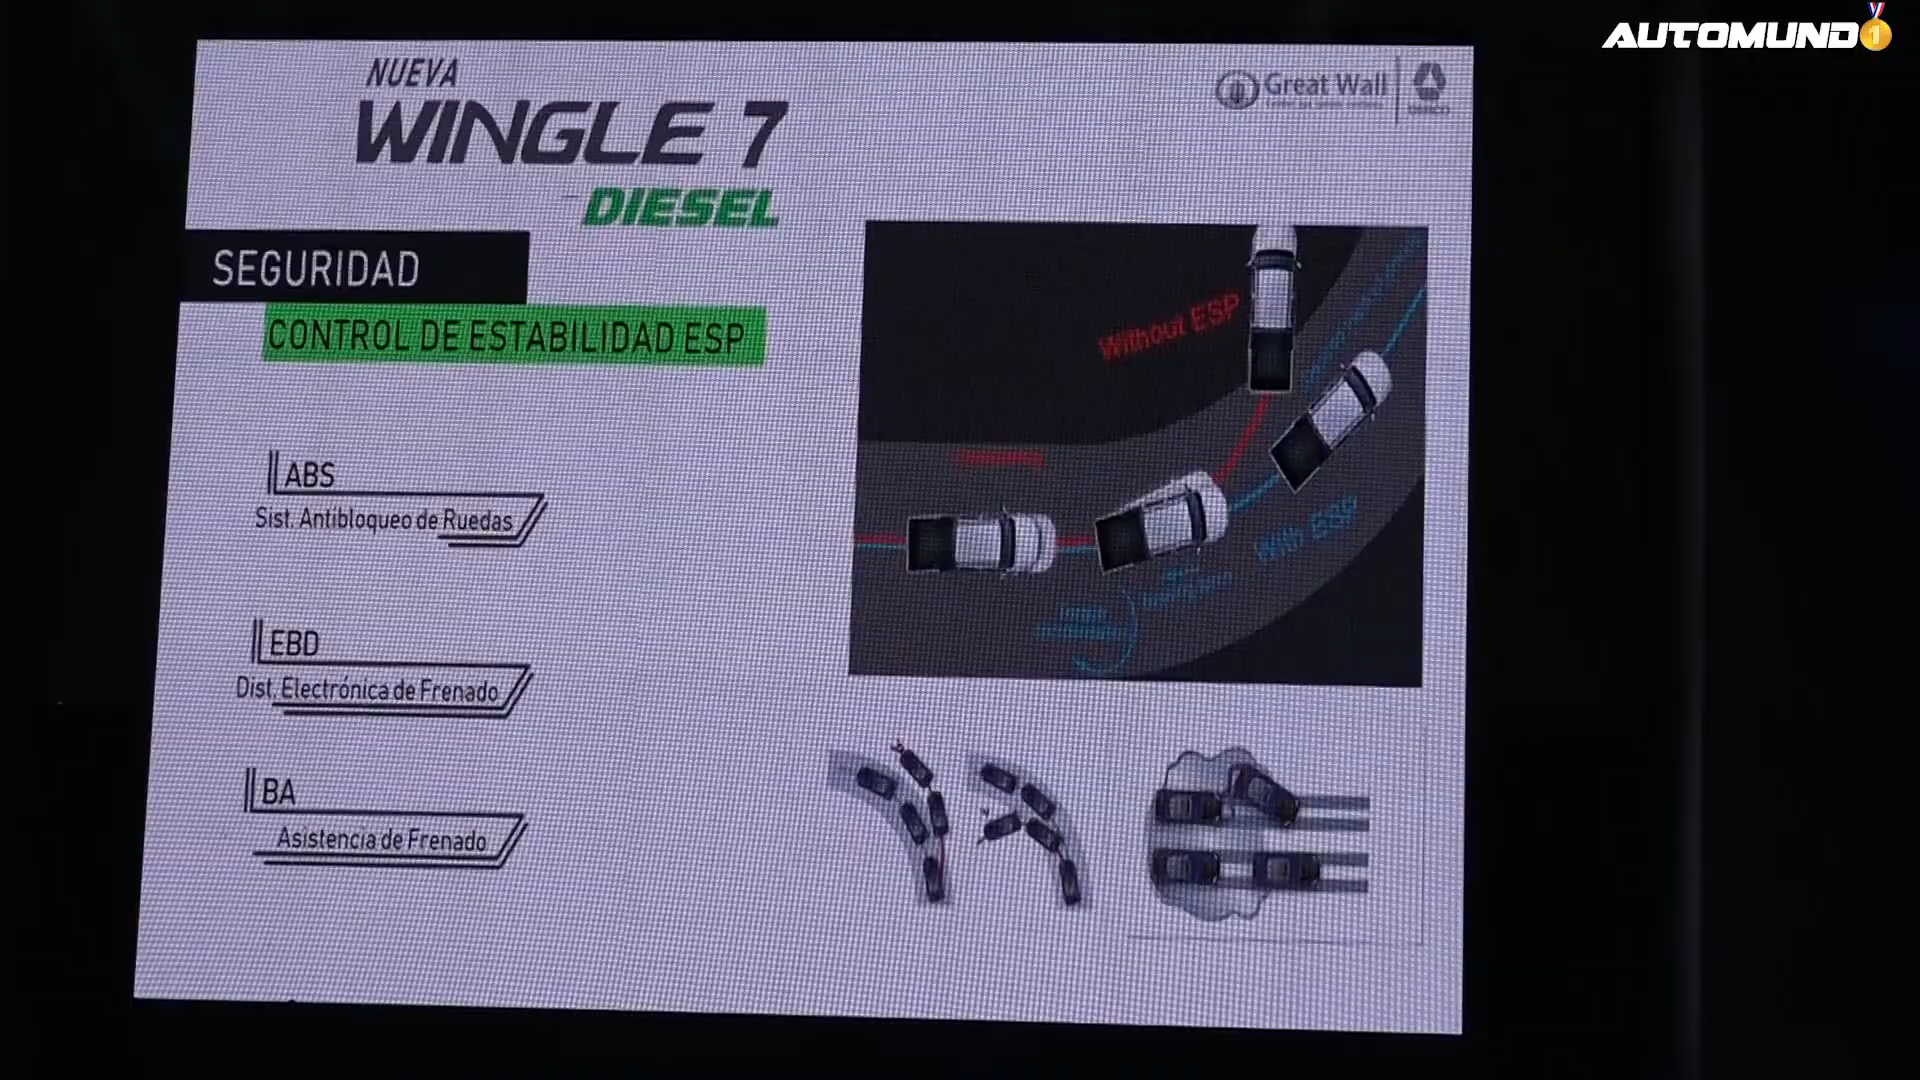 AUTOMUNDO1
NUEVA
WINGLE 7
DIESEL
Great Wall
SEGURIDAD
CONTROL DE ESTABILIDAD ESP
Without ESP
With ESP
ABS
Sist. Antibloqueo de Ruedas
EBD
Dist. Electrónica de Frenado
BA
Asistencia de Frenado